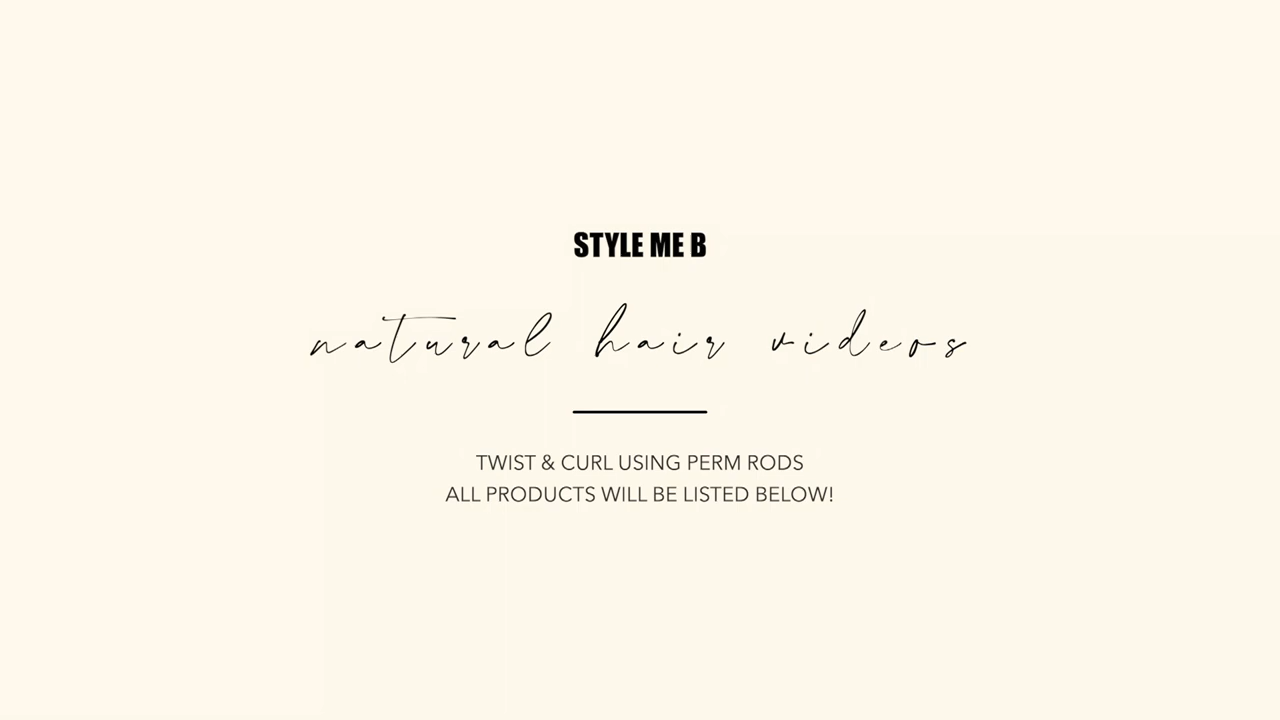 STYLE ME B
natural hair videos
TWIST & CURL USING PERM RODS
ALL PRODUCTS WILL BE LISTED BELOW!